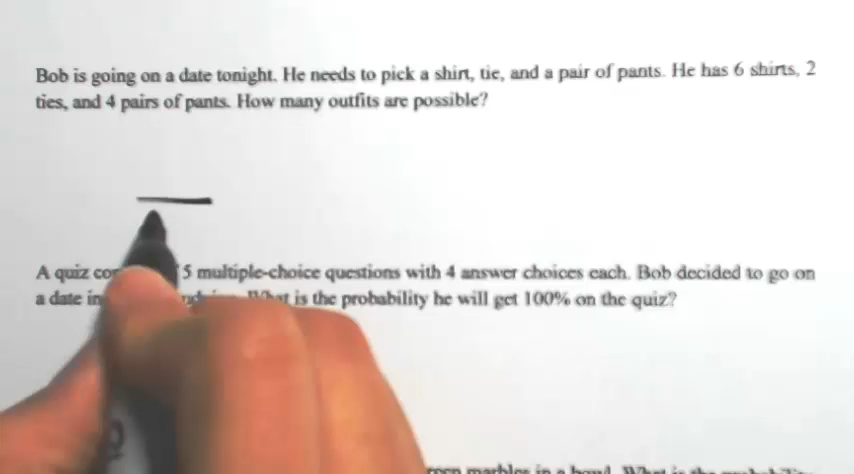 Bob is going on a date tonight. He needs to pick a shirt, tie, and a pair of pants. He has 6 shirts, 2
ties, and 4 pairs of pants. How many outfits are possible?
A quiz 5 multiple-choice questions with 4 answer choices each. Bob decided to go on
a date in is the probability he will get 100% on the quiz?
marbles in a bowl. What is the